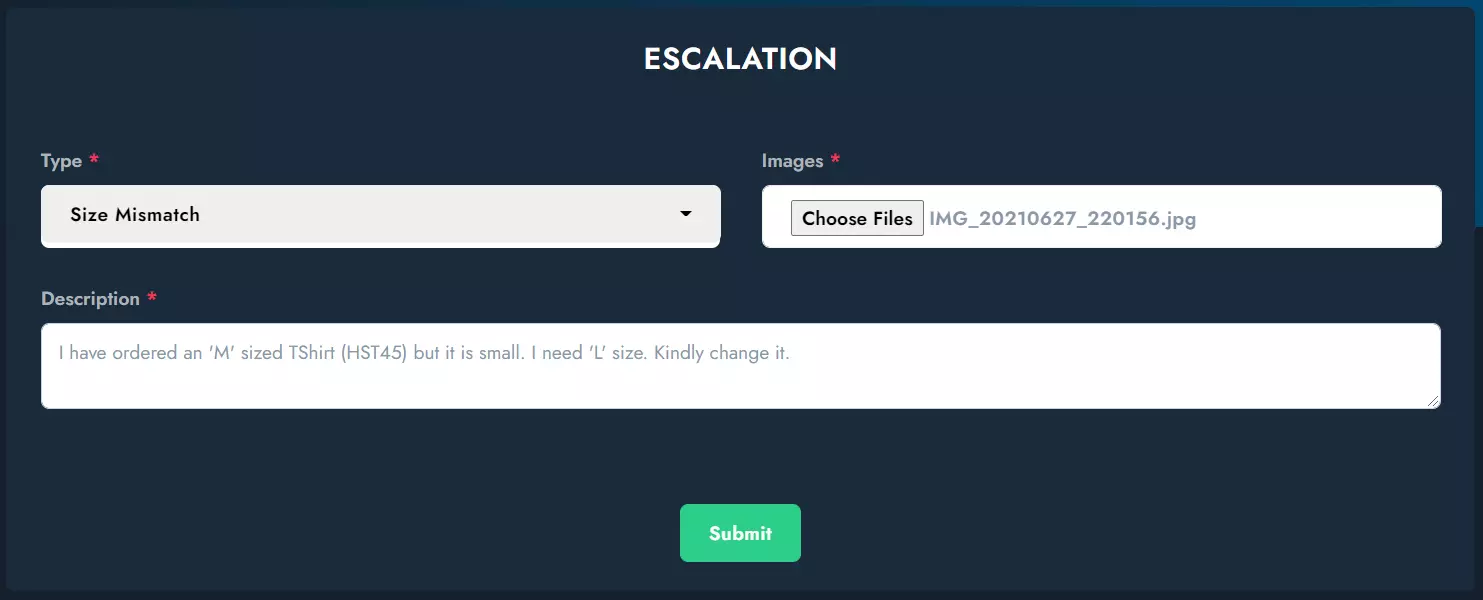 ESCALATION
Type *
Images *
Size Mismatch
Choose Files IMG_20210627_220156.jpg
Description *
I have ordered an 'M' sized TShirt (HST45) but it is small. I need 'L' size. Kindly change it.
Submit